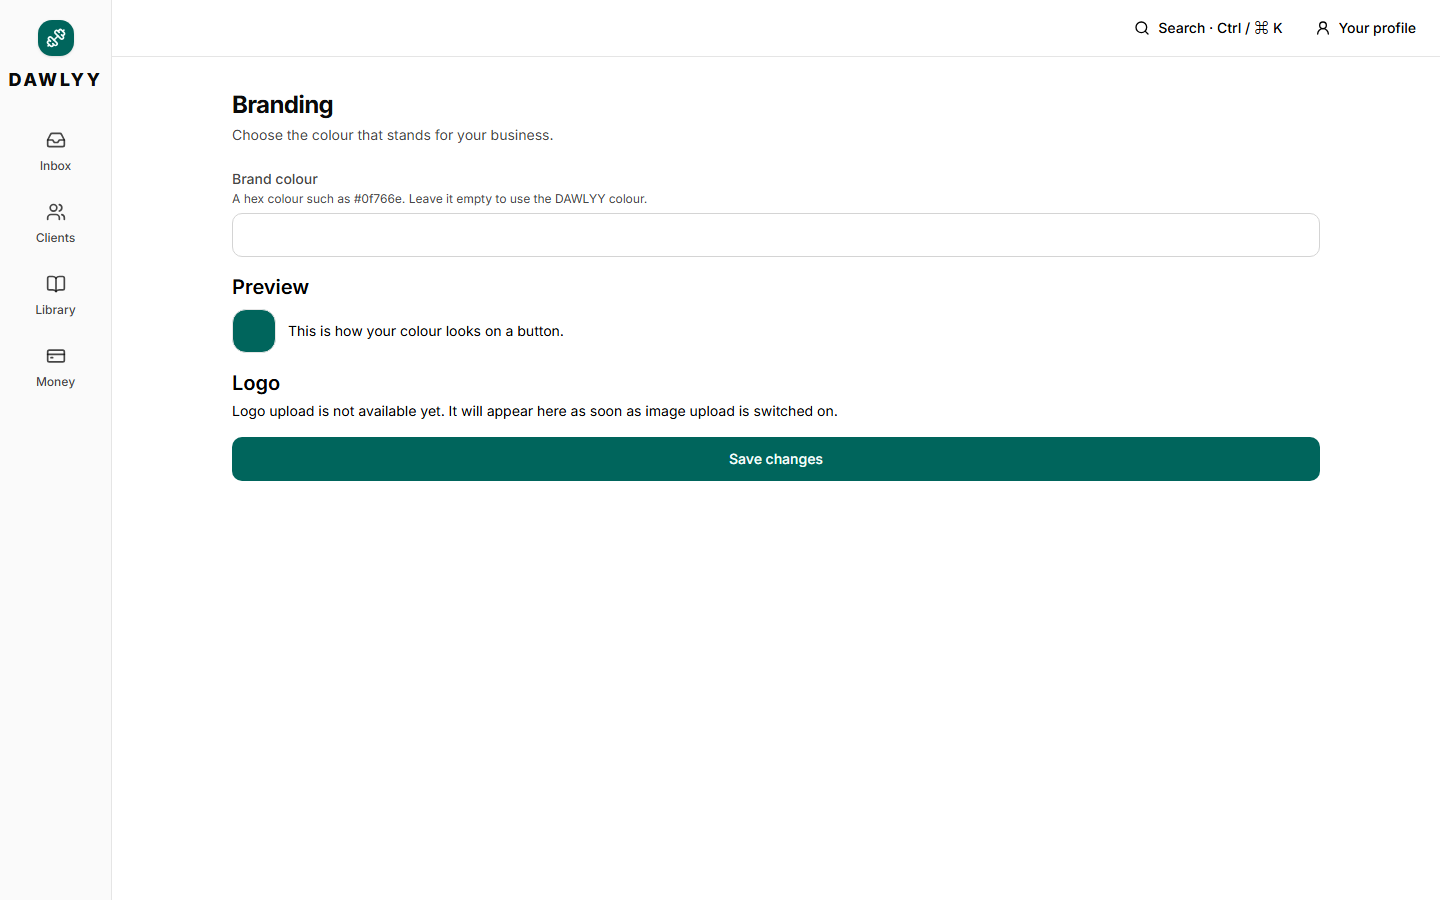 DAWLYY
Inbox
Clients
Library
Money
Search · Ctrl / ⌘ K
Your profile
Branding
Choose the colour that stands for your business.
Brand colour
A hex colour such as #0f766e. Leave it empty to use the DAWLYY colour.
Preview
This is how your colour looks on a button.
Logo
Logo upload is not available yet. It will appear here as soon as image upload is switched on.
Save changes